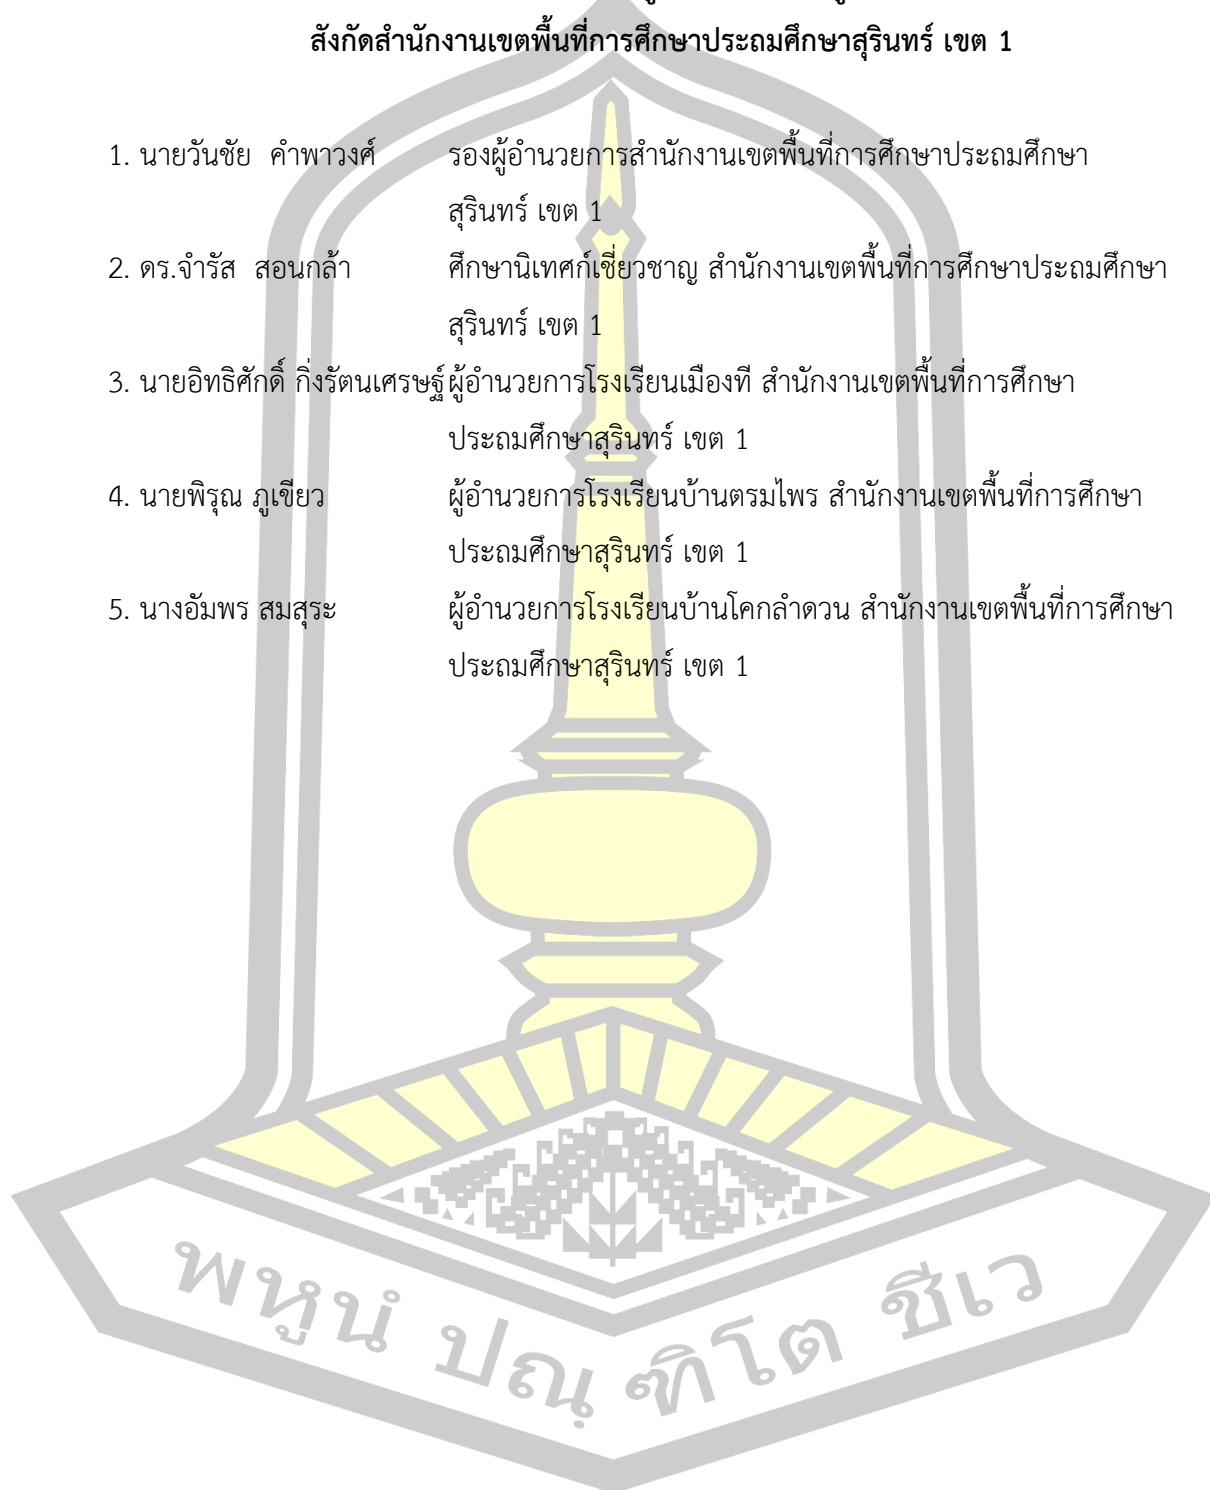 สังกัดสำนักงานเขตพื้นที่การศึกษาประถมศึกษาสุรินทร์ เขต 1
1. นายวันชัย คำพาวงศ์ รองผู้อำนวยการสำนักงานเขตพื้นที่การศึกษาประถมศึกษา
สุรินทร์ เขต 1
2. ดร.จำรัส สอนกล้า ศึกษานิเทศก์เชี่ยวชาญ สำนักงานเขตพื้นที่การศึกษาประถมศึกษา
สุรินทร์ เขต 1
3. นายอิทธิศักดิ์ กิ่งรัตนเศรษฐ์ ผู้อำนวยการโรงเรียนเมืองที สำนักงานเขตพื้นที่การศึกษา
ประถมศึกษาสุรินทร์ เขต 1
4. นายพิรุณ ภูเขียว ผู้อำนวยการโรงเรียนบ้านตรมไพร สำนักงานเขตพื้นที่การศึกษา
ประถมศึกษาสุรินทร์ เขต 1
5. นางอัมพร สมสุระ ผู้อำนวยการโรงเรียนบ้านโคกลำดวน สำนักงานเขตพื้นที่การศึกษา
ประถมศึกษาสุรินทร์ เขต 1
พหูนํ ปณฺฑิโต ชีเว